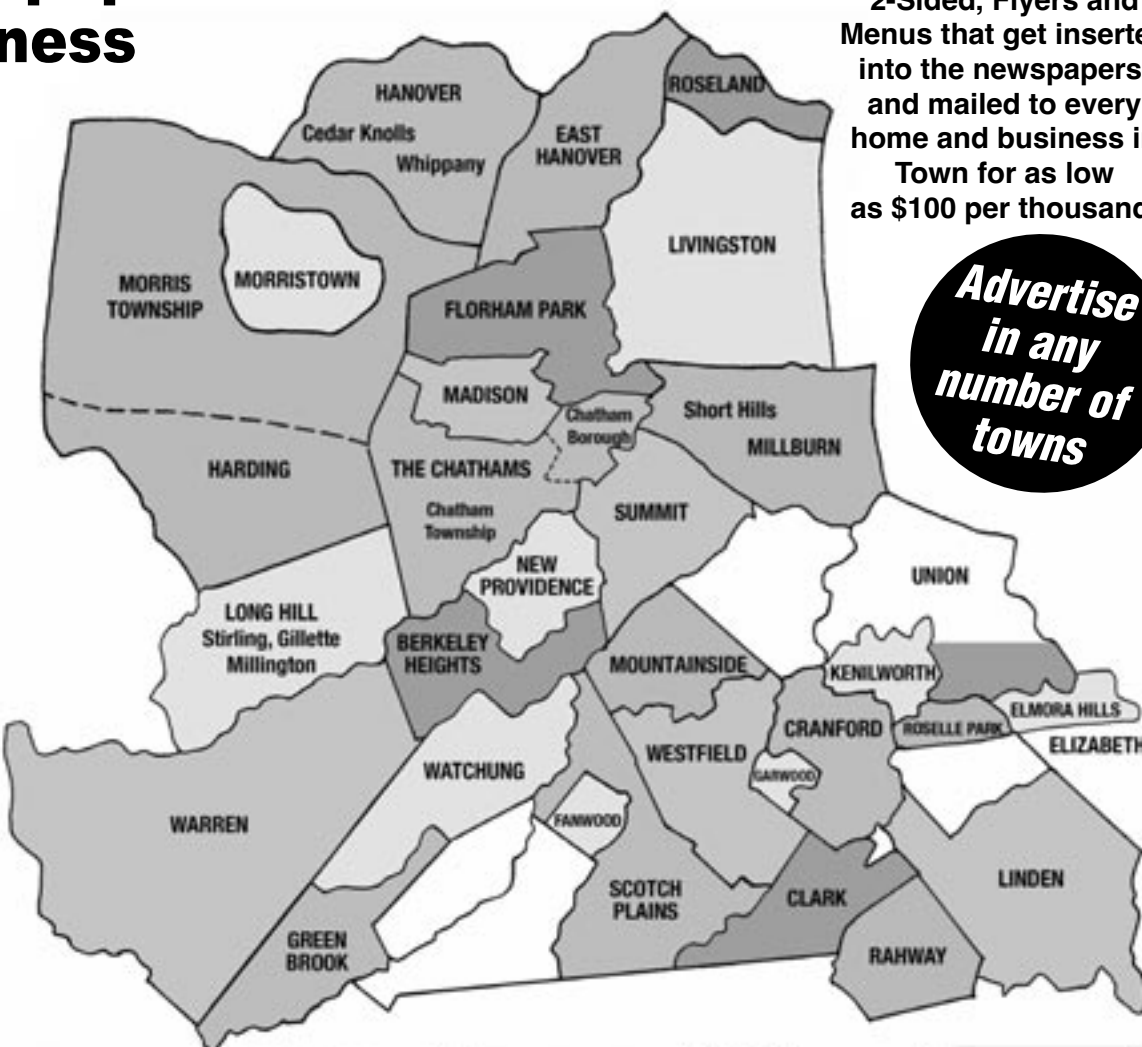 ness
2-Sided, Flyers and
Menus that get inserte
into the newspapers
and mailed to every
home and business i
Town for as low
as $100 per thousand
Advertise
in any
number of
towns
HANOVER
Cedar Knolls
Whippany
EAST
HANOVER
ROSELAND
LIVINGSTON
MORRIS
TOWNSHIP
MORRISTOWN
FLORHAM PARK
MADISON
Chatham
Borough
Short Hills
MILLBURN
HARDING
THE CHATHAMS
Chatham
Township
SUMMIT
NEW
PROVIDENCE
UNION
LONG HILL
Stirling, Gillette
Millington
BERKELEY
HEIGHTS
MOUNTAINSIDE
KENILWORTH
ELMORA HILLS
ROSELLE PARK
CRANFORD
ELIZABETH
WESTFIELD
GARWOOD
WATCHUNG
WARREN
FANWOOD
SCOTCH
PLAINS
CLARK
LINDEN
GREEN
BROOK
RAHWAY